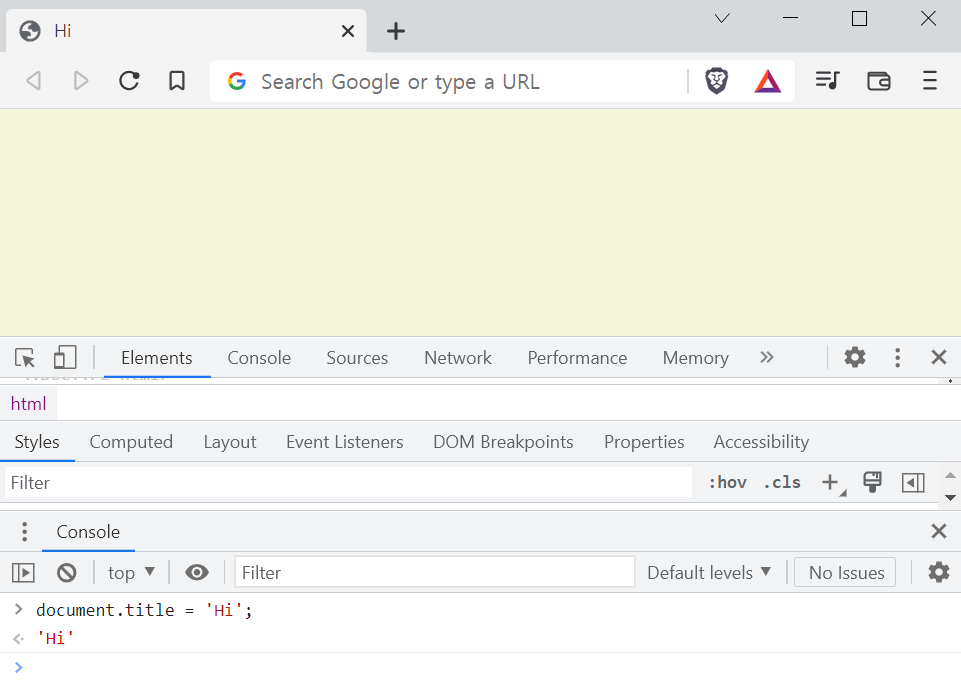 Hi
Search Google or type a URL
Elements Console Sources Network Performance Memory
html
Styles Computed Layout Event Listeners DOM Breakpoints Properties Accessibility
Filter :hov .cls
Console
top Filter Default levels No Issues
document.title = 'Hi';
'Hi'